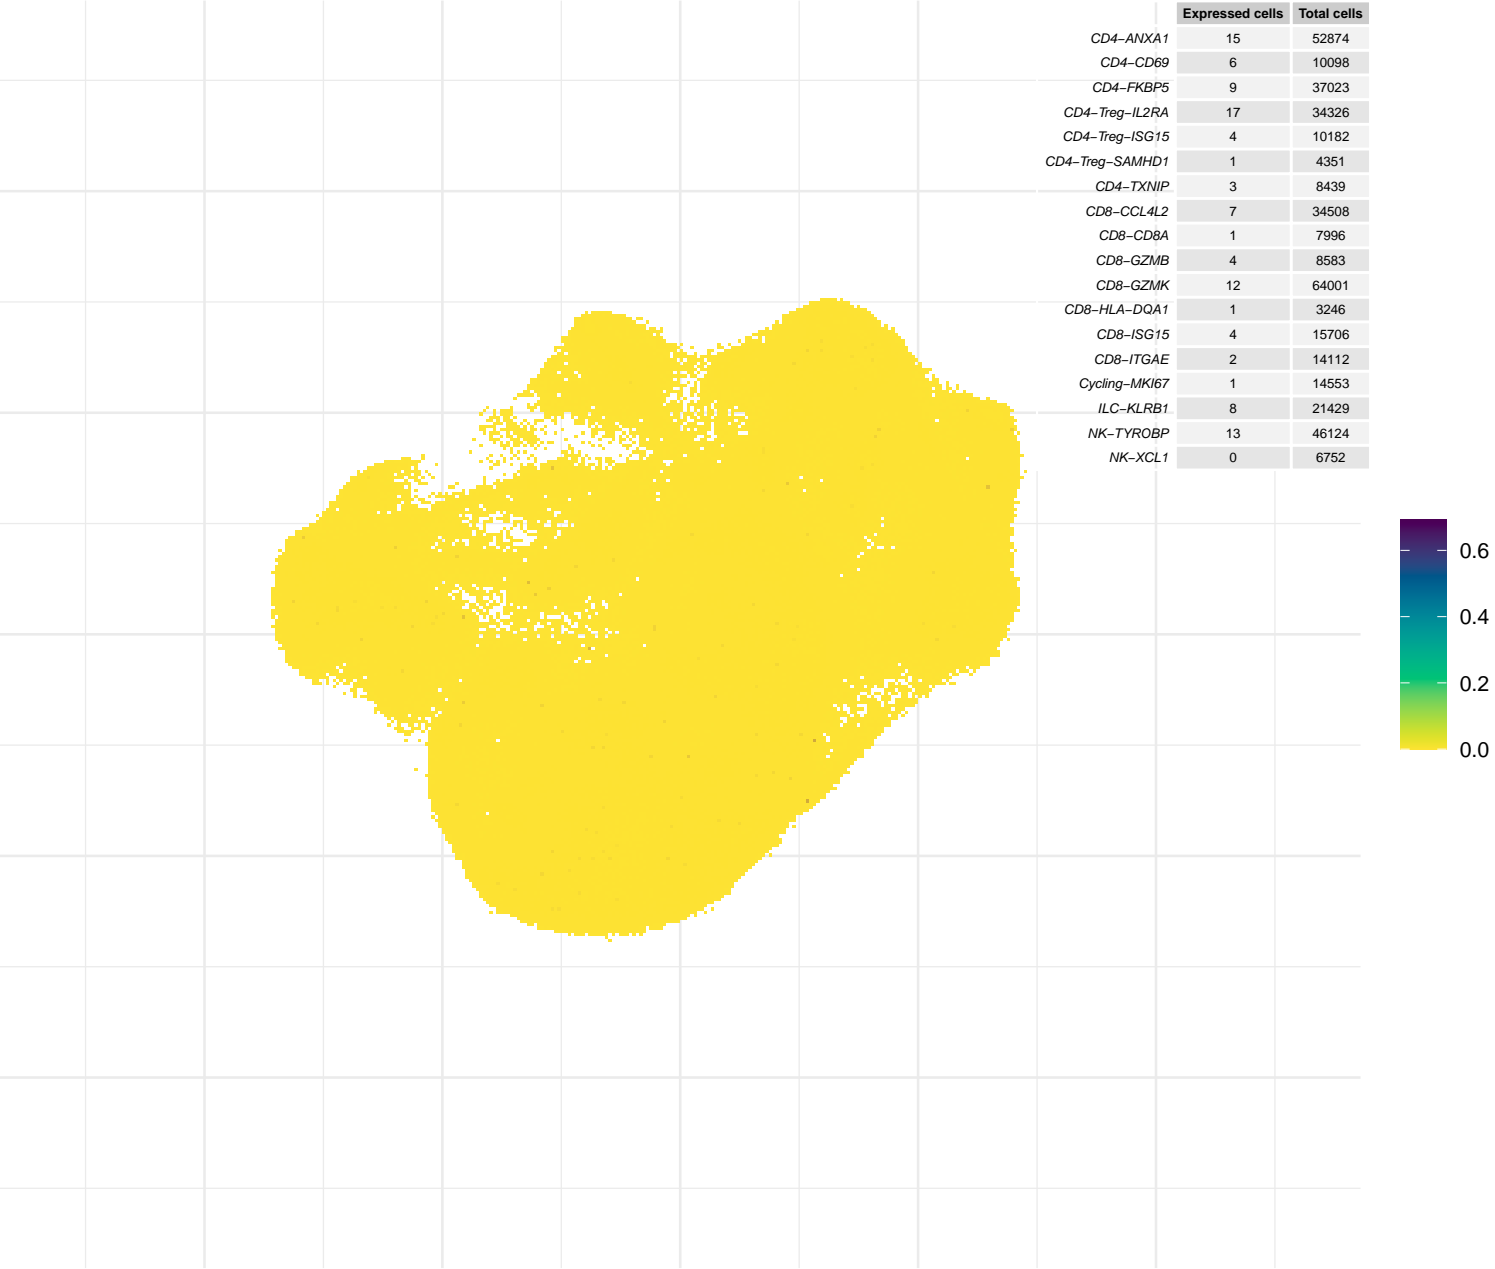 Expressed cells Total cells
CD4−ANXA1 15 52874
CD4−CD69 6 10098
CD4−FKBP5 9 37023
CD4−Treg−IL2RA 17 34326
CD4−Treg−ISG15 4 10182
CD4−Treg−SAMHD1 1 4351
CD4−TXNIP 3 8439
CD8−CCL4L2 7 34508
CD8−CD8A 1 7996
CD8−GZMB 4 8583
CD8−GZMK 12 64001
CD8−HLA−DQA1 1 3246
CD8−ISG15 4 15706
CD8−ITGAE 2 14112
Cycling−MKI67 1 14553
ILC−KLRB1 8 21429
NK−TYROBP 13 46124
NK−XCL1 0 6752
0.6
0.4
0.2
0.0